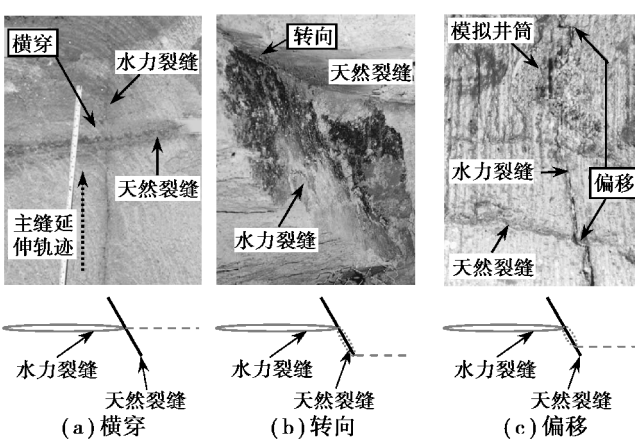 横穿
水力裂缝
天然裂缝
主缝延
伸轨迹
转向
天然裂缝
水力裂缝
模拟井筒
水力裂缝
偏移
天然裂缝
水力裂缝
天然裂缝
(a)横穿
水力裂缝
天然裂缝
(b)转向
水力裂缝
天然裂缝
(c)偏移